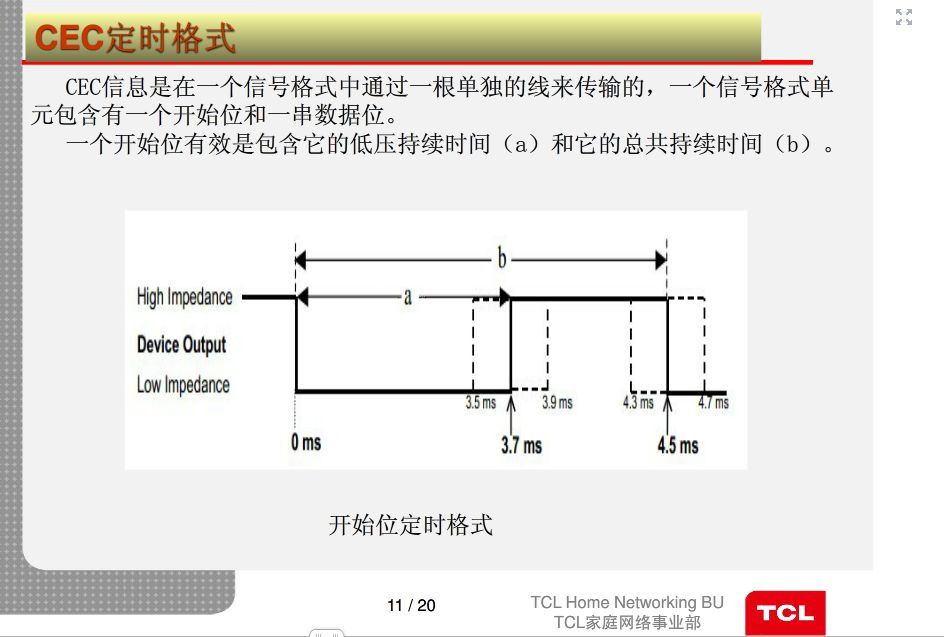 CEC定时格式
CEC信息是在一个信号格式中通过一根单独的线来传输的，一个信号格式单
元包含有一个开始位和一串数据位。
一个开始位有效是包含它的低压持续时间（a）和它的总共持续时间（b）。
b
High Impedance
a
Device Output
Low Impedance
3.5 ms
3.9 ms
4.3 ms
4.7 ms
0 ms
3.7 ms
4.5 ms
开始位定时格式
11 / 20
TCL Home Networking BU
TCL家庭网络事业部
TCL